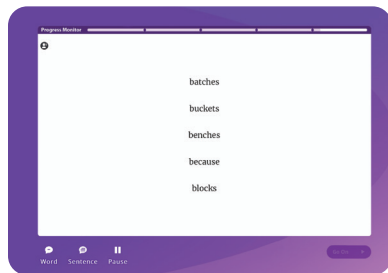 Progress Monitor
batches
buckets
benches
because
blocks
Word Sentence Pause